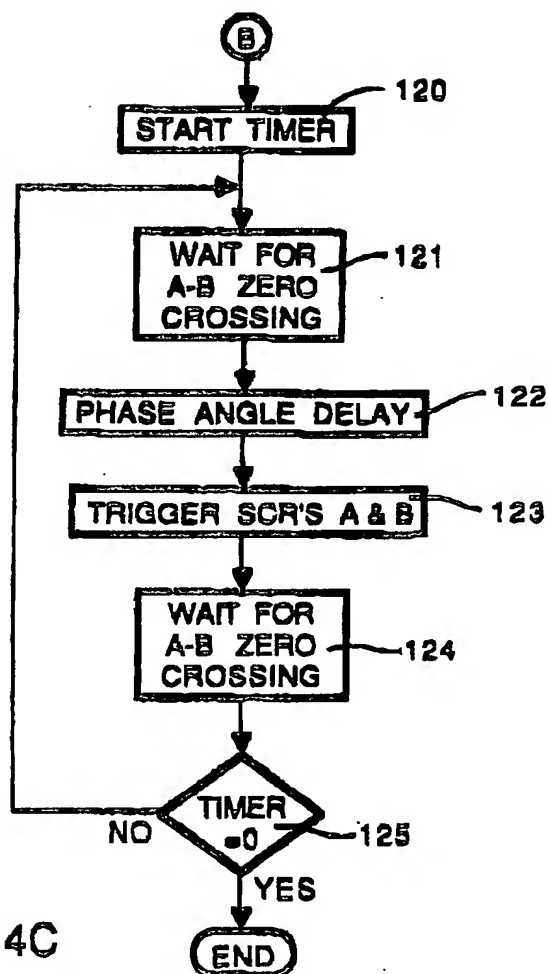 B
120
START TIMER
WAIT FOR
A-B ZERO
CROSSING
121
PHASE ANGLE DELAY
122
TRIGGER SCR'S A & B
123
WAIT FOR
A-B ZERO
CROSSING
124
TIMER
=0
125
NO
YES
4C
END